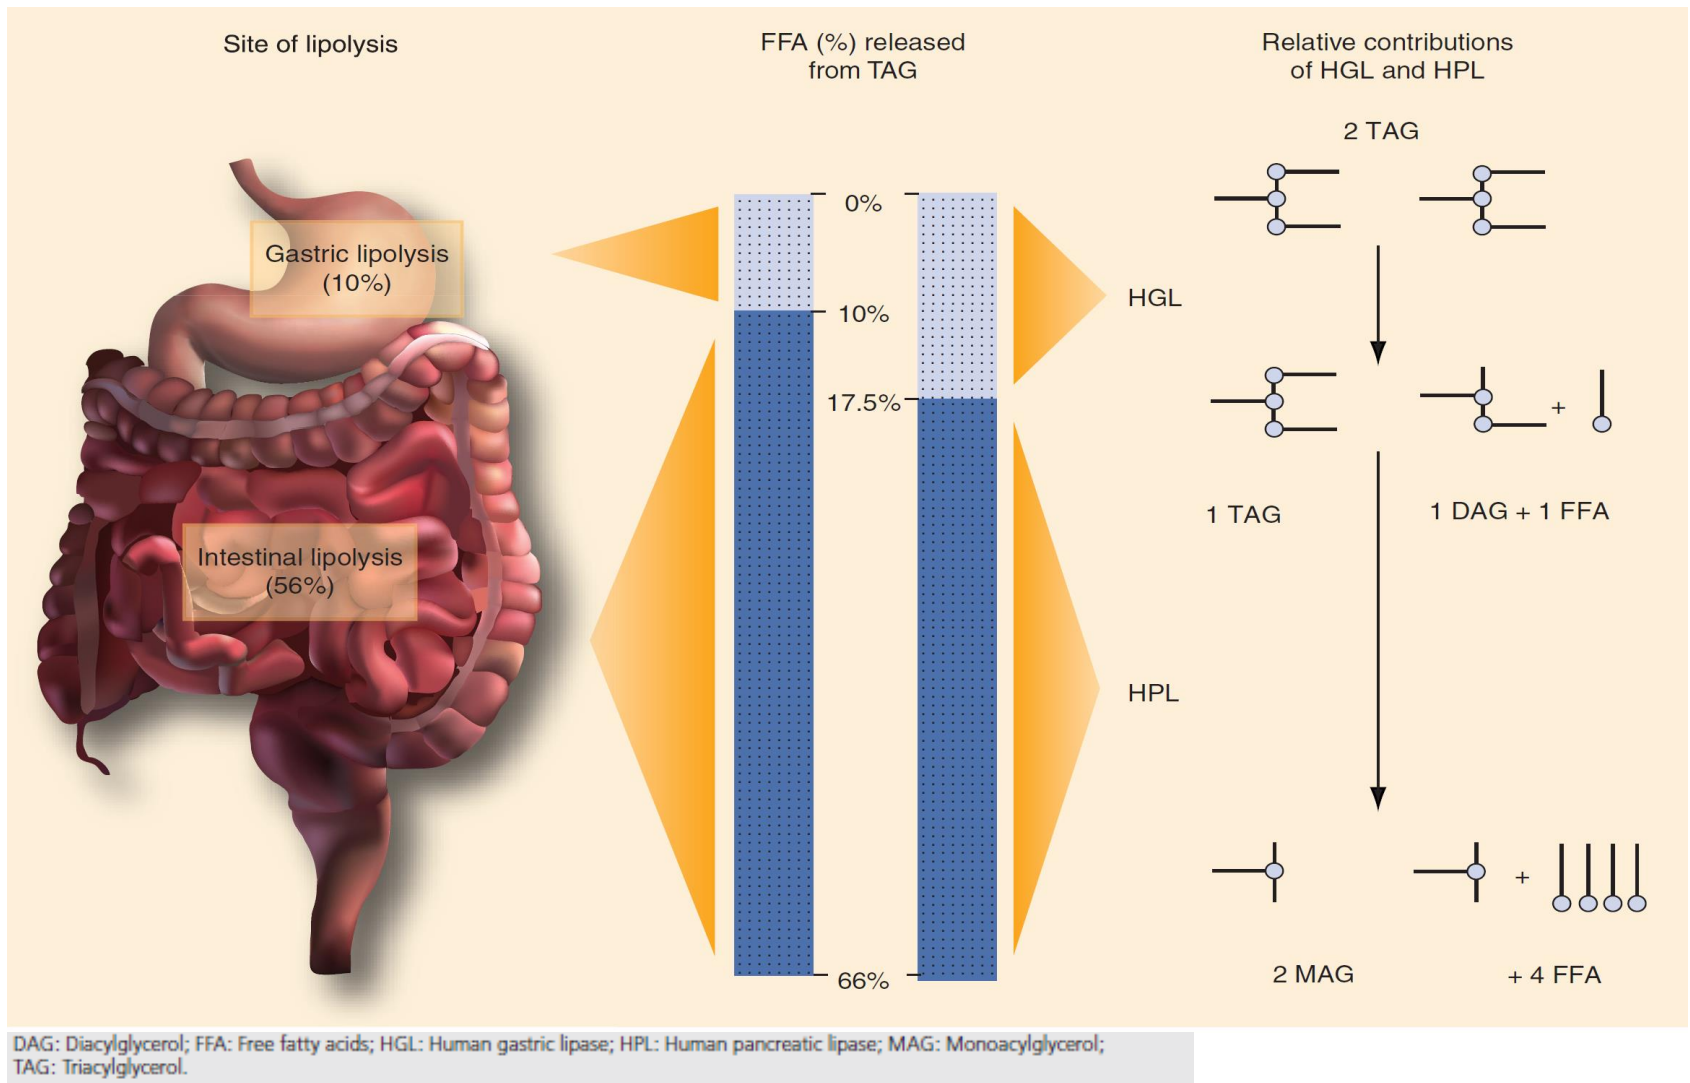 Site of lipolysis
FFA (%) released
from TAG
Relative contributions
of HGL and HPL
2 TAG
Gastric lipolysis
(10%)
0%
10%
17.5%
66%
HGL
1 TAG
1 DAG + 1 FFA
+
Intestinal lipolysis
(56%)
HPL
+
2 MAG
+ 4 FFA
DAG: Diacylglycerol; FFA: Free fatty acids; HGL: Human gastric lipase; HPL: Human pancreatic lipase; MAG: Monoacylglycerol;
TAG: Triacylglycerol.